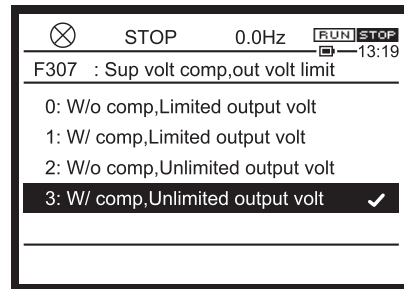 STOP 0.0Hz RUN STOP
13:19
F307 : Sup volt comp,out volt limit
0: W/o comp,Limited output volt
1: W/ comp,Limited output volt
2: W/o comp,Unlimited output volt
3: W/ comp,Unlimited output volt